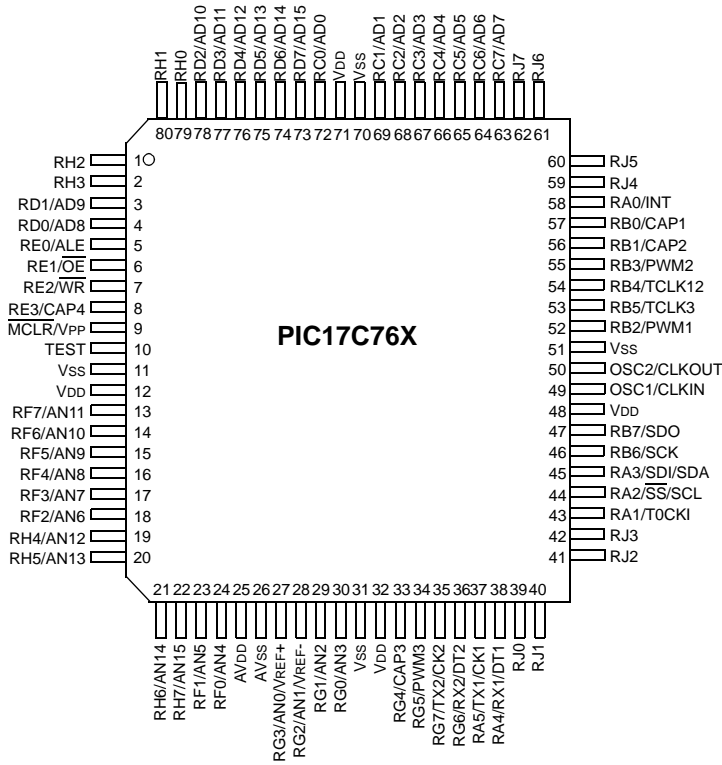 RH1
RH0
RD2/AD10
RD3/AD11
RD4/AD12
RD5/AD13
RD6/AD14
RD7/AD15
RC0/AD0
VDD
VSS
RC1/AD1
RC2/AD2
RC3/AD3
RC4/AD4
RC5/AD5
RC6/AD6
RC7/AD7
RJ7
RJ6
80 79 78 77 76 75 74 73 72 71 70 69 68 67 66 65 64 63 62 61
RH2 1
RH3 2
RD1/AD9 3
RD0/AD8 4
RE0/ALE 5
RE1/OE 6
RE2/WR 7
RE3/CAP4 8
MCLR/VPP 9
TEST 10
VSS 11
VDD 12
RF7/AN11 13
RF6/AN10 14
RF5/AN9 15
RF4/AN8 16
RF3/AN7 17
RF2/AN6 18
RH4/AN12 19
RH5/AN13 20
PIC17C76X
60 RJ5
59 RJ4
58 RA0/INT
57 RB0/CAP1
56 RB1/CAP2
55 RB3/PWM2
54 RB4/TCLK12
53 RB5/TCLK3
52 RB2/PWM1
51 VSS
50 OSC2/CLKOUT
49 OSC1/CLKIN
48 VDD
47 RB7/SDO
46 RB6/SCK
45 RA3/SDI/SDA
44 RA2/SS/SCL
43 RA1/T0CKI
42 RJ3
41 RJ2
21 22 23 24 25 26 27 28 29 30 31 32 33 34 35 36 37 38 39 40
RH6/AN14
RH7/AN15
RF1/AN5
RF0/AN4
AVDD
AVSS
RG3/AN0/VREF+
RG2/AN1/VREF-
RG1/AN2
RG0/AN3
VSS
VDD
RG4/CAP3
RG5/PWM3
RG7/TX2/CK2
RG6/RX2/DT2
RA5/TX1/CK1
RA4/RX1/DT1
RJ0
RJ1